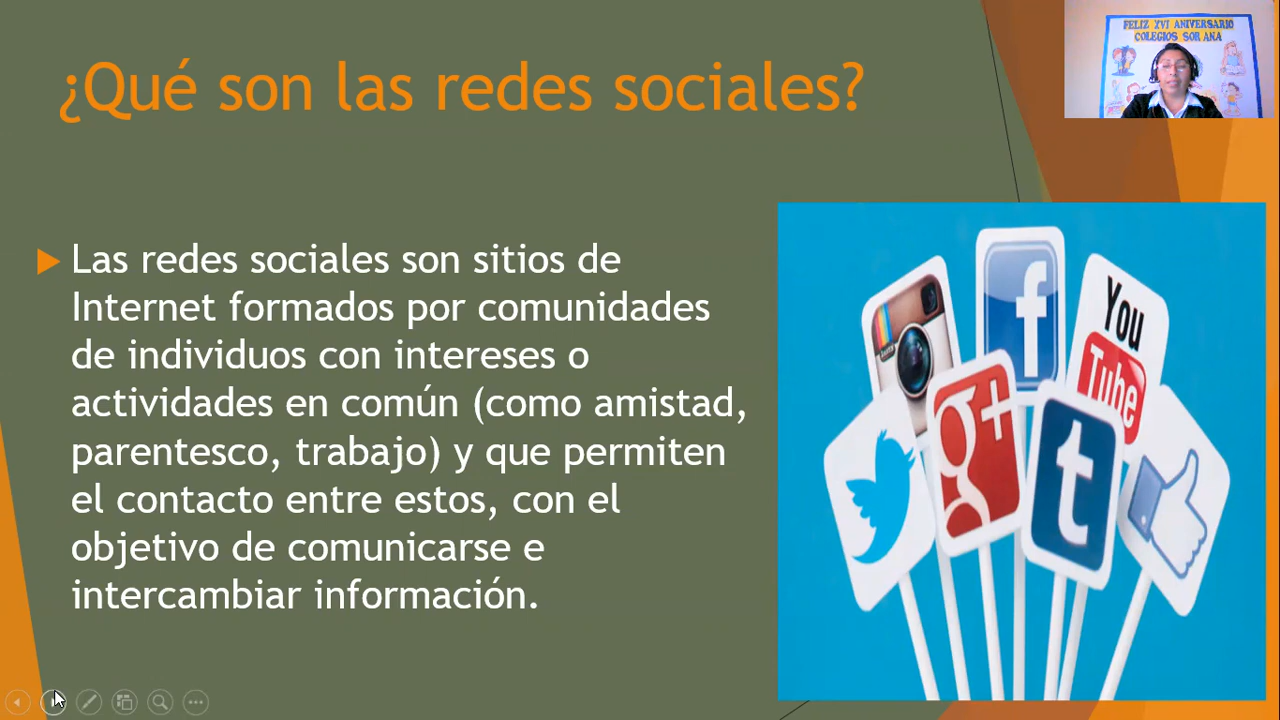 ¿Qué son las redes sociales?
FELIZ XVI ANIVERSARIO
COLEGIOS SOR ANA
Las redes sociales son sitios de
Internet formados por comunidades
de individuos con intereses o
actividades en común (como amistad,
parentesco, trabajo) y que permiten
el contacto entre estos, con el
objetivo de comunicarse e
intercambiar información.
f
You
Tube
g+
t